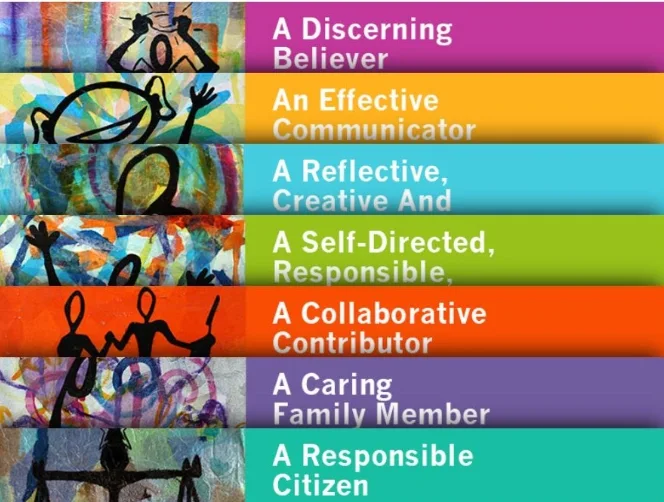 A Discerning
Believer
An Effective
Communicator
A Reflective,
Creative And
A Self-Directed,
Responsible,
A Collaborative
Contributor
A Caring
Family Member
A Responsible
Citizen